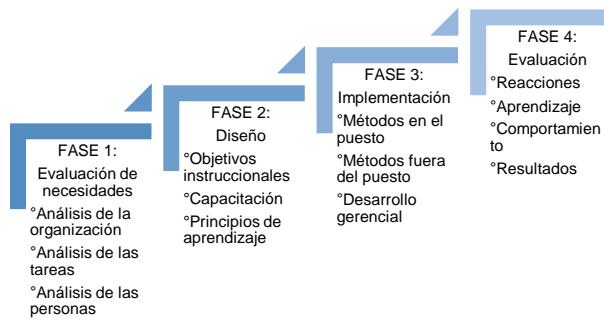 FASE 1:
Evaluación de
necesidades
°Análisis de la
organización
°Análisis de las
tareas
°Análisis de las
personas
FASE 2:
Diseño
°Objetivos
instruccionales
°Capacitación
°Principios de
aprendizaje
FASE 3:
Implementación
°Métodos en el
puesto
°Métodos fuera
del puesto
°Desarrollo
gerencial
FASE 4:
Evaluación
°Reacciones
°Aprendizaje
°Comportamien
to
°Resultados